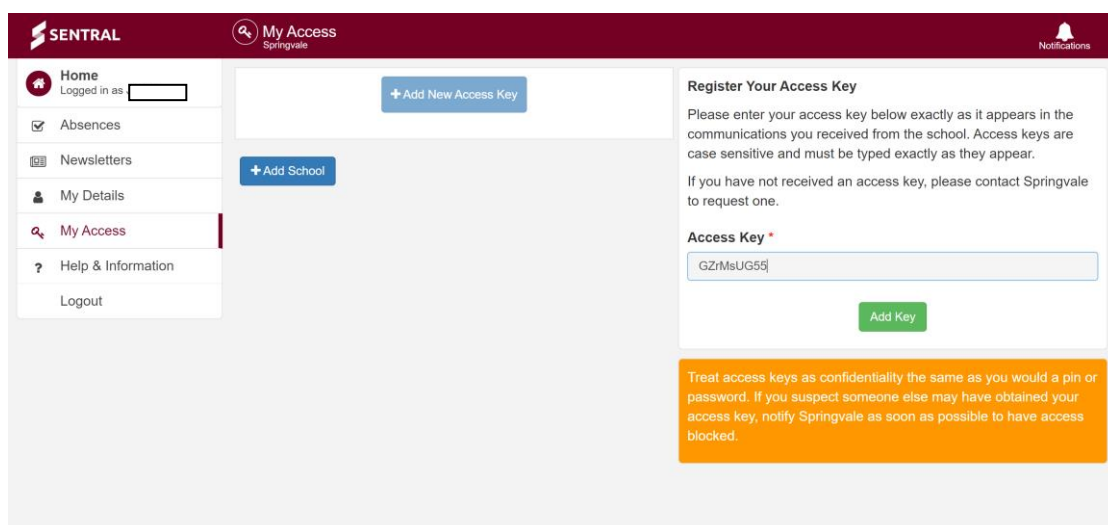 SENTRAL
My Access
Springvale
Notifications
Home
Logged in as
Absences
Newsletters
My Details
My Access
? Help & Information
Logout
+ Add New Access Key
+ Add School
Register Your Access Key
Please enter your access key below exactly as it appears in the
communications you received from the school. Access keys are
case sensitive and must be typed exactly as they appear.
If you have not received an access key, please contact Springvale
to request one.
Access Key *
GZrMsUG55
Add Key
Treat access keys as confidentiality the same as you would a pin or
password. If you suspect someone else may have obtained your
access key, notify Springvale as soon as possible to have access
blocked.